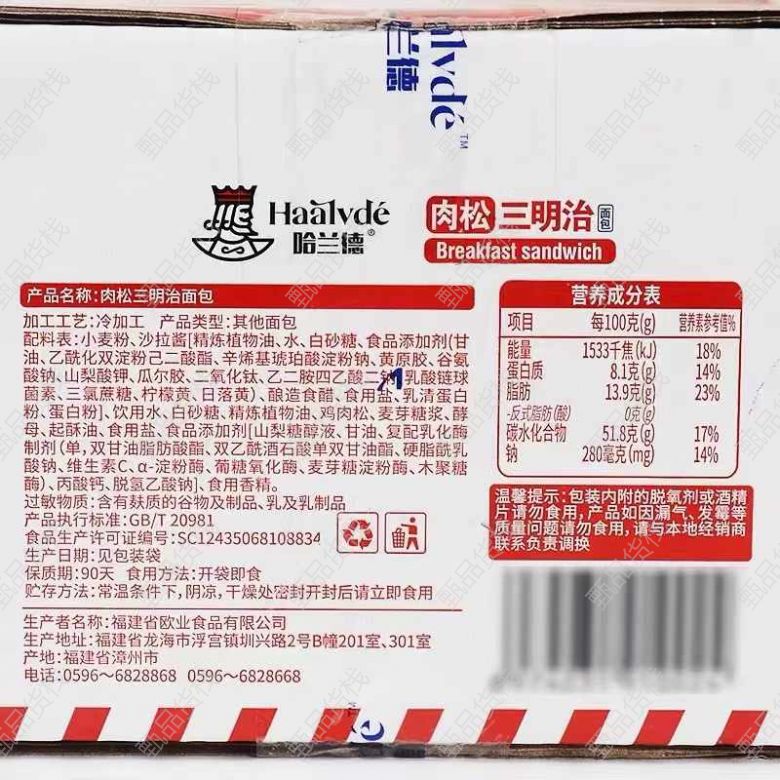 Haalvdé
哈兰德
TM
Haalvdé
哈兰德®
肉松三明治面包
Breakfast sandwich
产品名称:肉松三明治面包
加工工艺:冷加工 产品类型:其他面包
配料表:小麦粉、沙拉酱[精炼植物油、水、白砂糖、食品添加剂(甘
油、乙酰化双淀粉己二酸酯、辛烯基琥珀酸淀粉钠、黄原胶、谷氨
酸钠、山梨酸钾、瓜尔胶、二氧化钛、乙二胺四乙酸二钠、乳酸链球
菌素、三氯蔗糖、柠檬黄、日落黄)、酿造食醋、食用盐、乳清蛋白
粉、蛋白粉]、饮用水、白砂糖、精炼植物油、鸡肉松、麦芽糖浆、酵
母、起酥油、食用盐、食品添加剂[山梨糖醇液、甘油、复配乳化酶
制剂(单,双甘油脂肪酸酯、双乙酰酒石酸单双甘油酯、硬脂酰乳
酸钠、维生素C、α-淀粉酶、葡糖氧化酶、麦芽糖淀粉酶、木聚糖
酶)、丙酸钙、脱氢乙酸钠]、食用香精。
过敏物质:含有麸质的谷物及制品、乳及乳制品
产品执行标准:GB/T 20981
食品生产许可证编号:SC12435068108834
生产日期:见包装袋
保质期:90天 食用方法:开袋即食
贮存方法:常温条件下,阴凉,干燥处密封开封后请立即食用
生产者名称:福建省欧业食品有限公司
生产地址:福建省龙海市浮宫镇圳兴路2号B幢201室、301室
产地:福建省漳州市
电话:0596~6828868 0596~6828668
营养成分表
项目 每100克(g) 营养素参考值%
能量 1533千焦(kJ) 18%
蛋白质 8.1克(g) 14%
脂肪 13.9克(g) 23%
-反式脂肪(酸) 0克(g)
碳水化合物 51.8克(g) 17%
钠 280毫克(mg) 14%
温馨提示:包装内附的脱氧剂或酒精
片请勿食用,产品如因漏气、发霉等
质量问题请勿食用,请与本地经销商
联系负责调换
甄品货栈